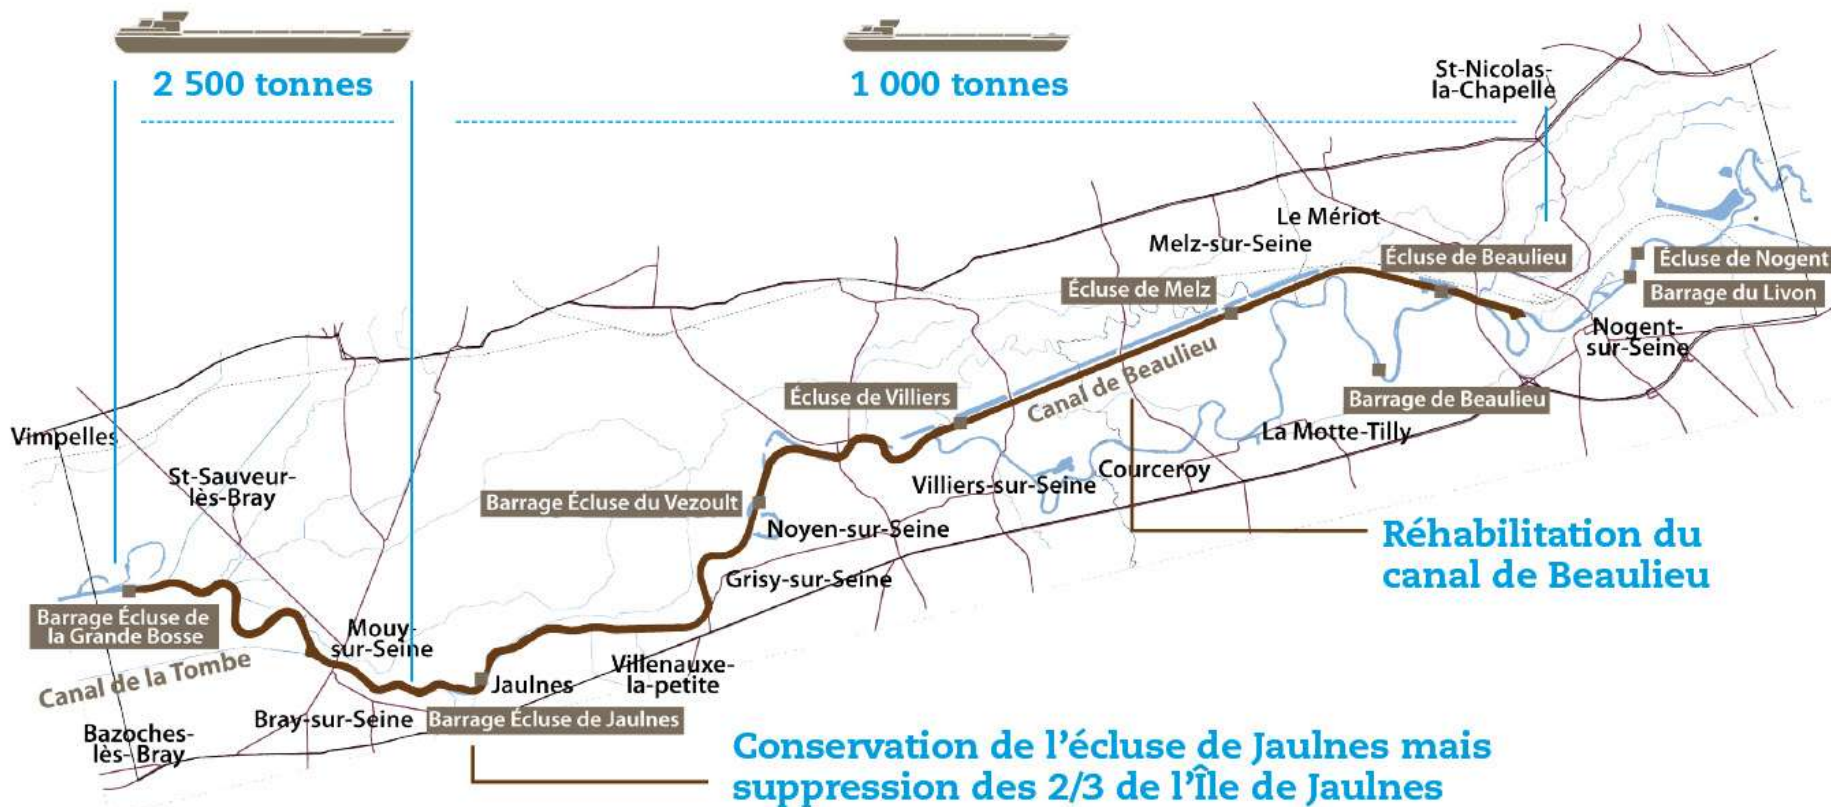 2 500 tonnes
1 000 tonnes
St-Nicolas-
la-Chapelle
Le Mériot
Melz-sur-Seine
Écluse de Beaulieu
Écluse de Nogent
Écluse de Melz
Barrage du Livon
Nogent-
sur-Seine
Canal de Beaulieu
Écluse de Villiers
Barrage de Beaulieu
Vimpelles
La Motte-Tilly
St-Sauveur-
lès-Bray
Courceroy
Villiers-sur-Seine
Barrage Écluse du Vezoult
Noyen-sur-Seine
Réhabilitation du
canal de Beaulieu
Grisy-sur-Seine
Barrage Écluse de
la Grande Bosse
Mouy-
sur-Seine
Canal de la Tombe
Villenauxe-
la-petite
Jaulnes
Bray-sur-Seine
Barrage Écluse de Jaulnes
Bazoches-
lès- Bray
Conservation de l'écluse de Jaulnes mais
suppression des 2/3 de l'Île de Jaulnes